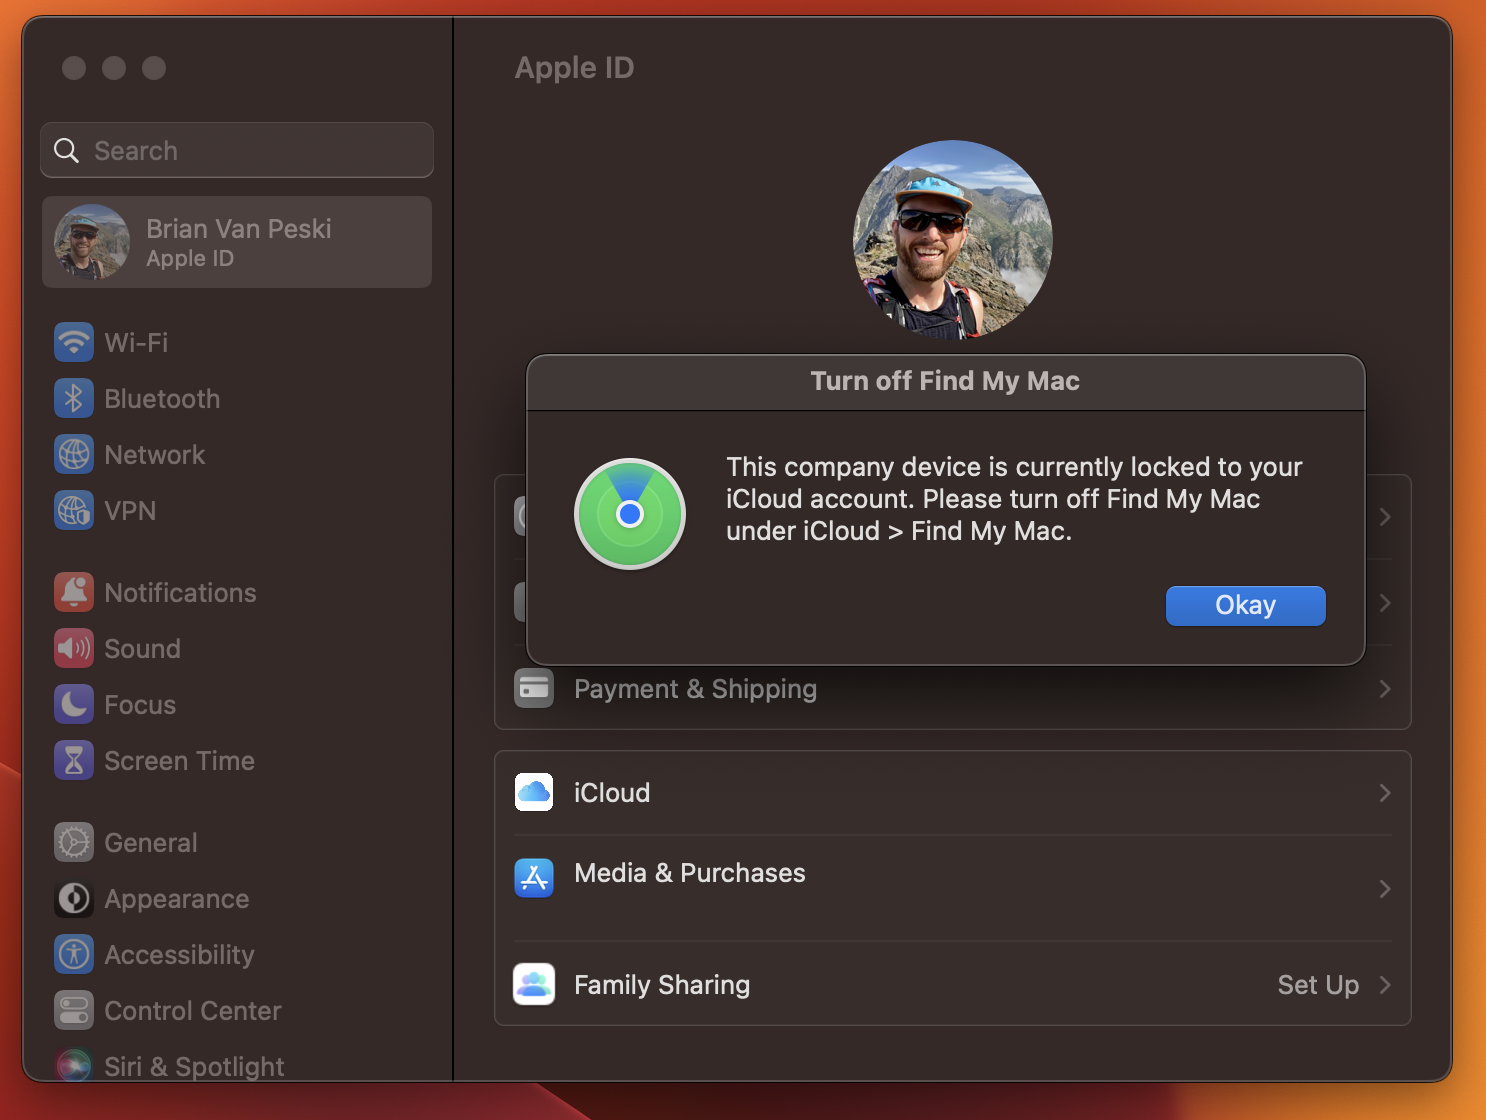 Search
Brian Van Peski
Apple ID
Wi-Fi
Bluetooth
Network
VPN
Notifications
Sound
Focus
Screen Time
General
Appearance
Accessibility
Control Center
Siri & Spotlight
Apple ID
Turn off Find My Mac
This company device is currently locked to your
iCloud account. Please turn off Find My Mac
under iCloud > Find My Mac.
Okay
Payment & Shipping
iCloud
Media & Purchases
Family Sharing Set Up